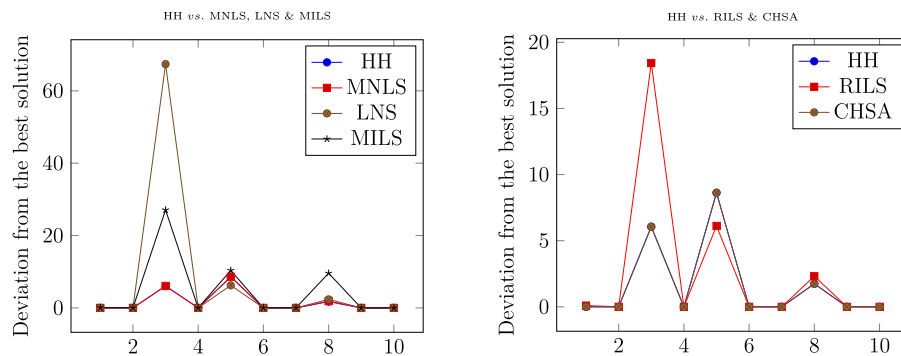 HH vs. MNLS, LNS & MILS
Deviation from the best solution
60
40
20
0
2
4
6
8
10
HH
MNLS
LNS
MILS
HH vs. RILS & CHSA
Deviation from the best solution
20
15
10
5
0
2
4
6
8
10
HH
RILS
CHSA